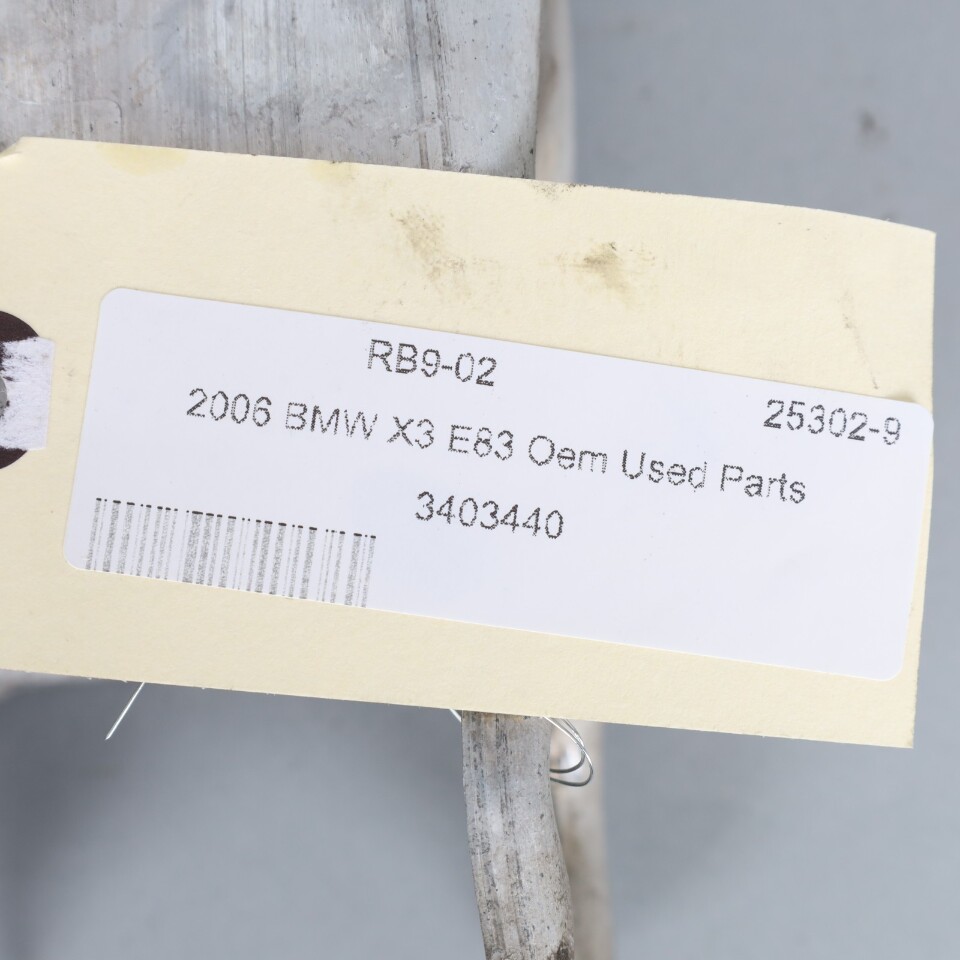 RB9-02
25302-9
2006 BMW X3 E83 Oem Used Parts
3403440